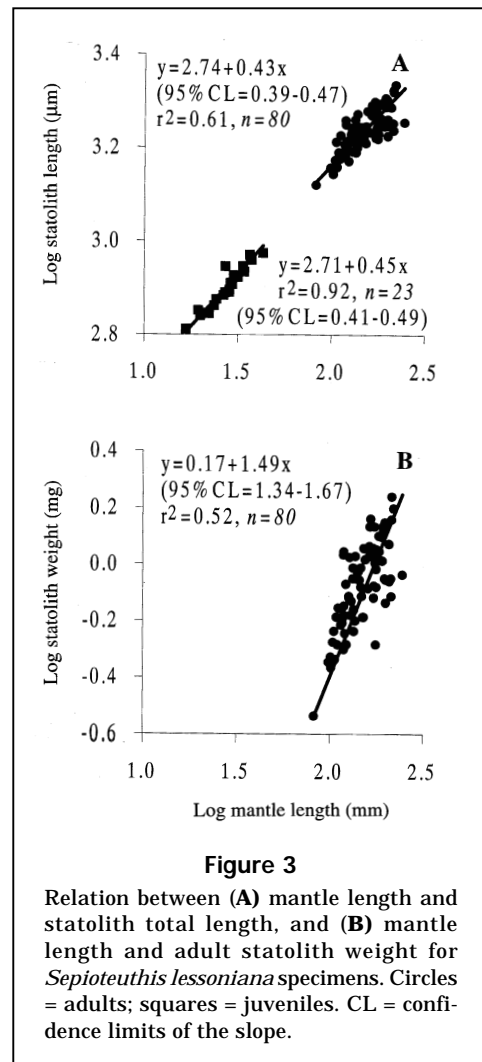 3.4
A
y=2.74+0.43x
(95% CL=0.39-0.47)
r2=0.61, n=80
3.2
Log statolith length (µm)
3.0
y=2.71+0.45x
r2=0.92, n=23
(95% CL=0.41-0.49)
2.8
1.0 1.5 2.0 2.5
0.4
B
y=0.17+1.49x
(95% CL=1.34-1.67)
r2=0.52, n=80
0.2
0.0
Log statolith weight (mg)
-0.2
-0.4
-0.6
1.0 1.5 2.0 2.5
Log mantle length (mm)
Figure 3
Relation between (A) mantle length and
statolith total length, and (B) mantle
length and adult statolith weight for
Sepioteuthis lessoniana specimens. Circles
= adults; squares = juveniles. CL = confi-
dence limits of the slope.